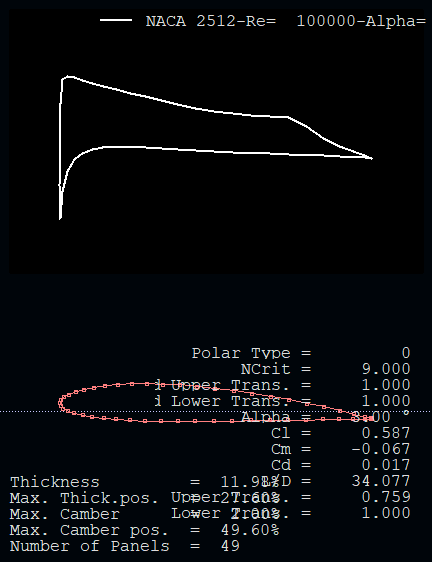 NACA 2512-Re=  100000-Alpha=
Polar Type =  0
NCrit =  9.000
Upper Trans. =  1.000
Lower Trans. =  1.000
Alpha =  °
Cl =  0.587
Cm =  -0.067
Cd =  0.017
Thickness  =  11.98%  L/D =  34.077
Max. Thick.pos.  =  27.60%  Upper Trans. =  0.759
Max. Camber  =  2.00%  Lower Trans. =  1.000
Max. Camber pos.  =  49.60%
Number of Panels  =  49